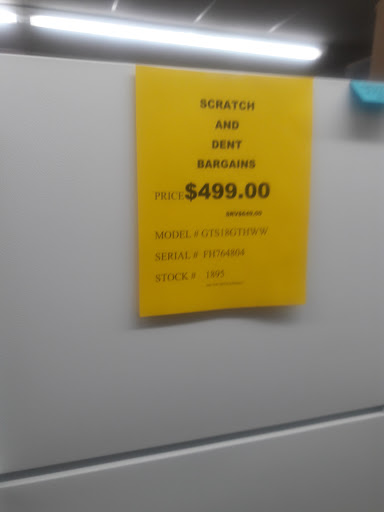 SCRATCH
AND
DENT
BARGAINS
PRICE $499.00
MODEL # GTS18GTHWW
SERIAL # FH764804
STOCK # 1895